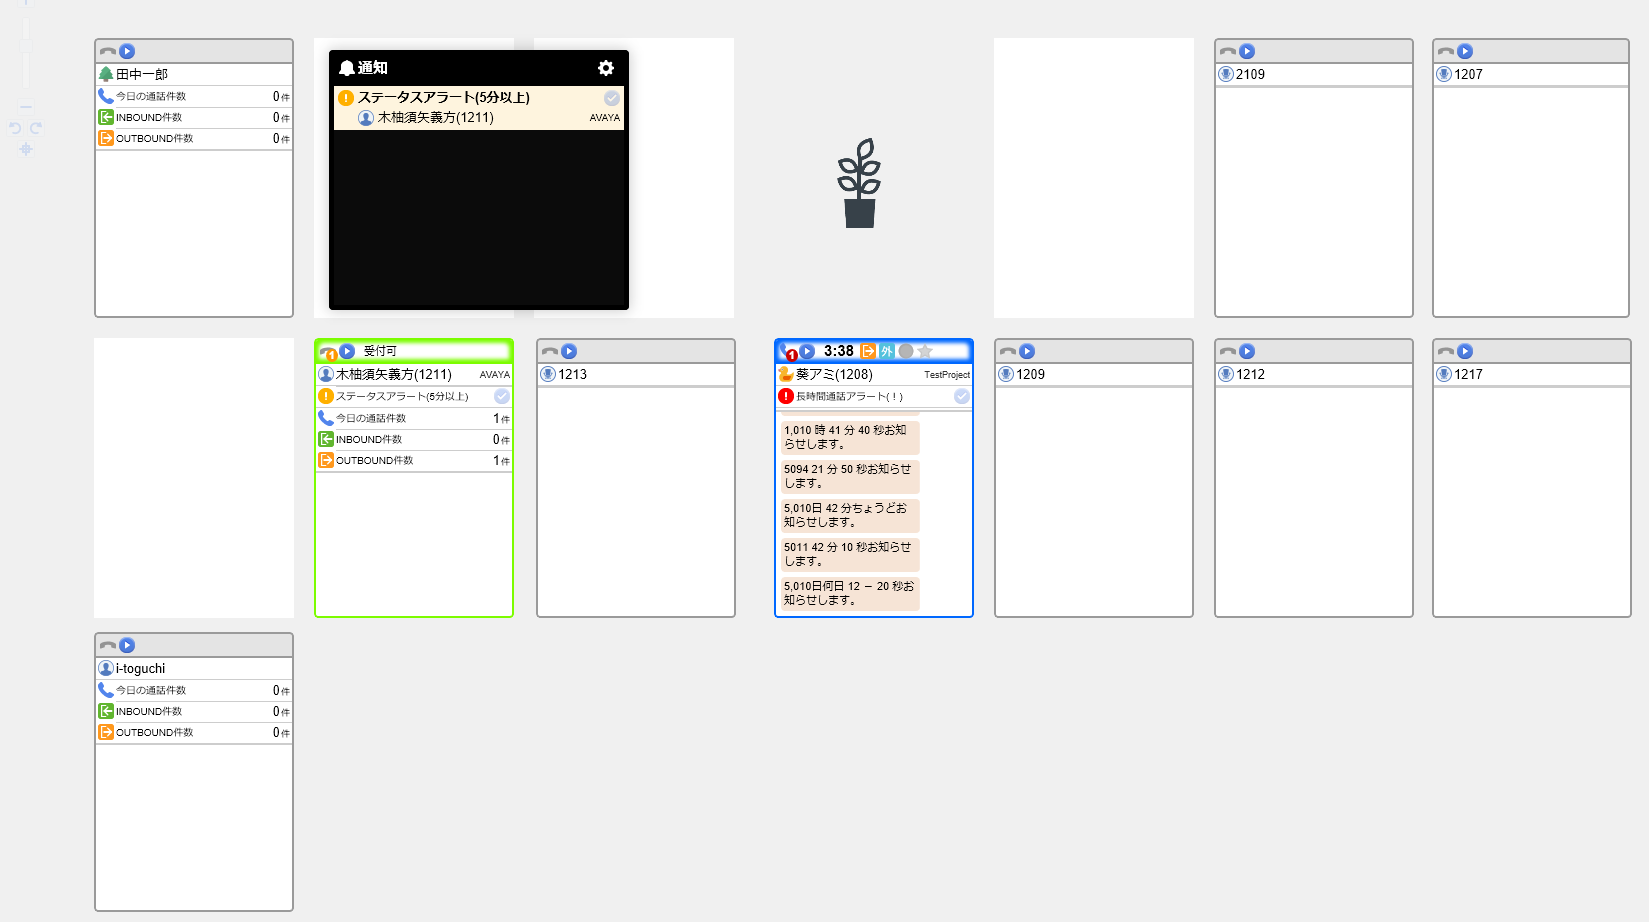 田中一郎
今日の通話件数 0件
INBOUND件数 0件
OUTBOUND件数 0件
通知
ステータスアラート(5分以上)
木柚須矢義方(1211) AVAYA
2109
1207
1 受付可
木柚須矢義方(1211) AVAYA
ステータスアラート(5分以上)
今日の通話件数 1件
INBOUND件数 0件
OUTBOUND件数 1件
1213
1 3:38 外
葵アミ(1208) TestProject
長時間通話アラート(！)
1,010 時 41 分 40 秒お知
らせします。
5094 21 分 50 秒お知らせ
します。
5,010日 42 分ちょうどお
知らせします。
5011 42 分 10 秒お知らせ
します。
5,010日何日 12 － 20 秒お
知らせします。
1209
1212
1217
i-toguchi
今日の通話件数 0件
INBOUND件数 0件
OUTBOUND件数 0件